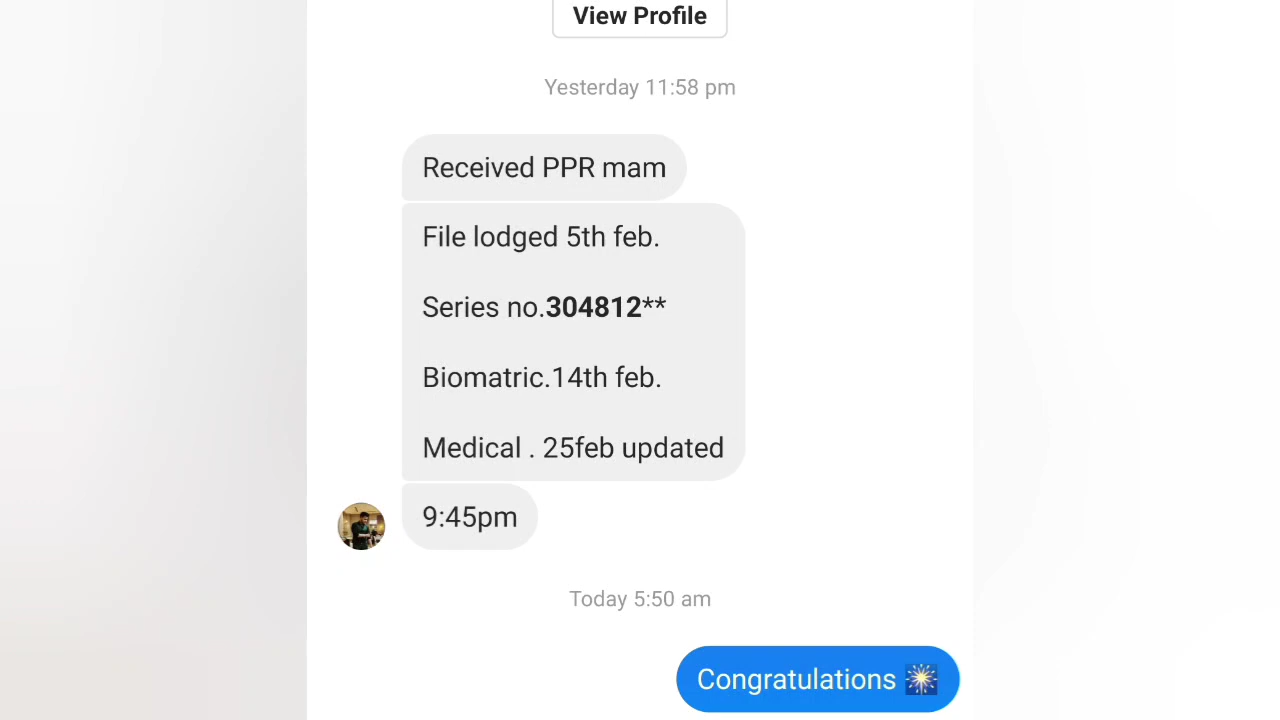 View Profile
Yesterday 11:58 pm
Received PPR mam
File lodged 5th feb.
Series no.304812**
Biomatric.14th feb.
Medical . 25feb updated
9:45pm
Today 5:50 am
Congratulations 🎇